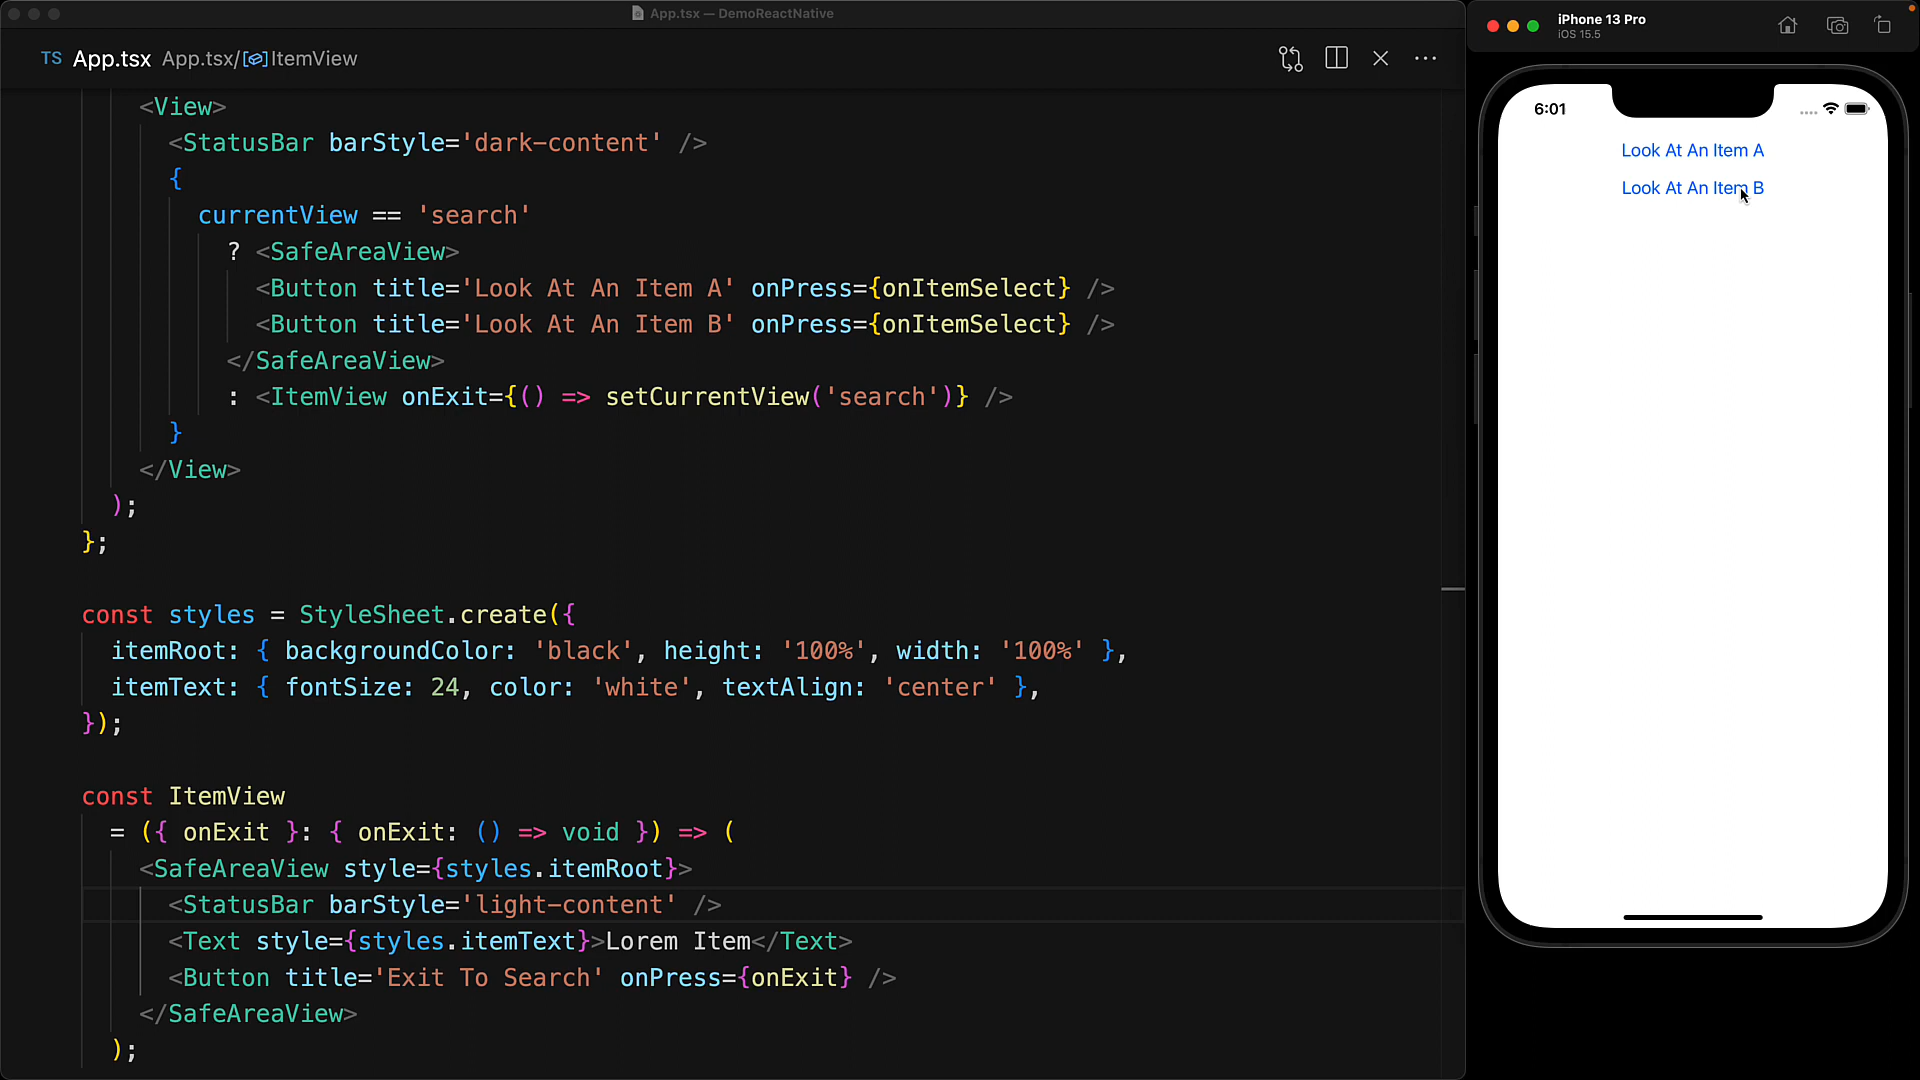 App.tsx — DemoReactNative
TS App.tsx App.tsx/ItemView
<View>
<StatusBar barStyle='dark-content' />
{
currentView == 'search'
? <SafeAreaView>
<Button title='Look At An Item A' onPress={onItemSelect} />
<Button title='Look At An Item B' onPress={onItemSelect} />
</SafeAreaView>
: <ItemView onExit={() => setCurrentView('search')} />
}
</View>
);
};
const styles = StyleSheet.create({
itemRoot: { backgroundColor: 'black', height: '100%', width: '100%' },
itemText: { fontSize: 24, color: 'white', textAlign: 'center' },
});
const ItemView
= ({ onExit }: { onExit: () => void }) => (
<SafeAreaView style={styles.itemRoot}>
<StatusBar barStyle='light-content' />
<Text style={styles.itemText}>Lorem Item</Text>
<Button title='Exit To Search' onPress={onExit} />
</SafeAreaView>
);
iPhone 13 Pro
iOS 15.5
6:01
Look At An Item A
Look At An Item B